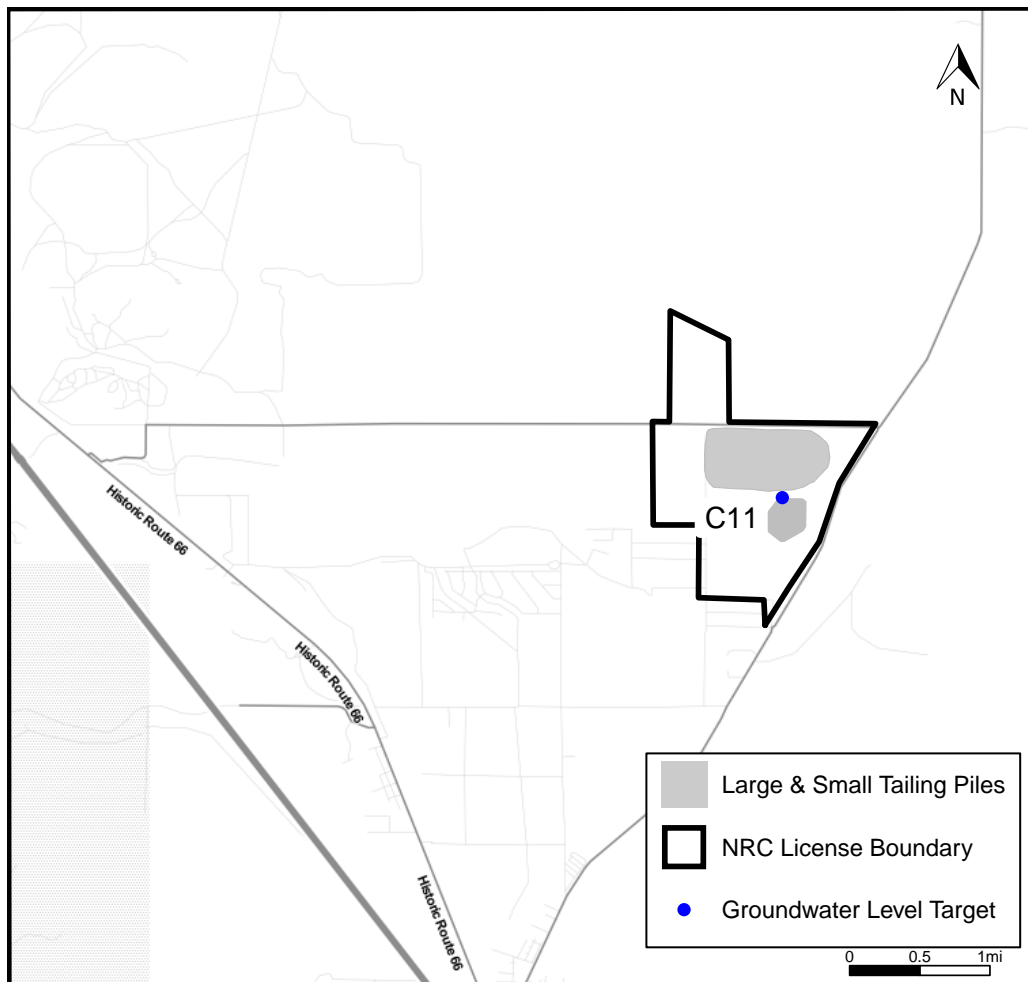 N
C11
Historic Route 66
Historic Route 66
Historic Route 66
Large & Small Tailing Piles
NRC License Boundary
Groundwater Level Target
0 0.5 1mi